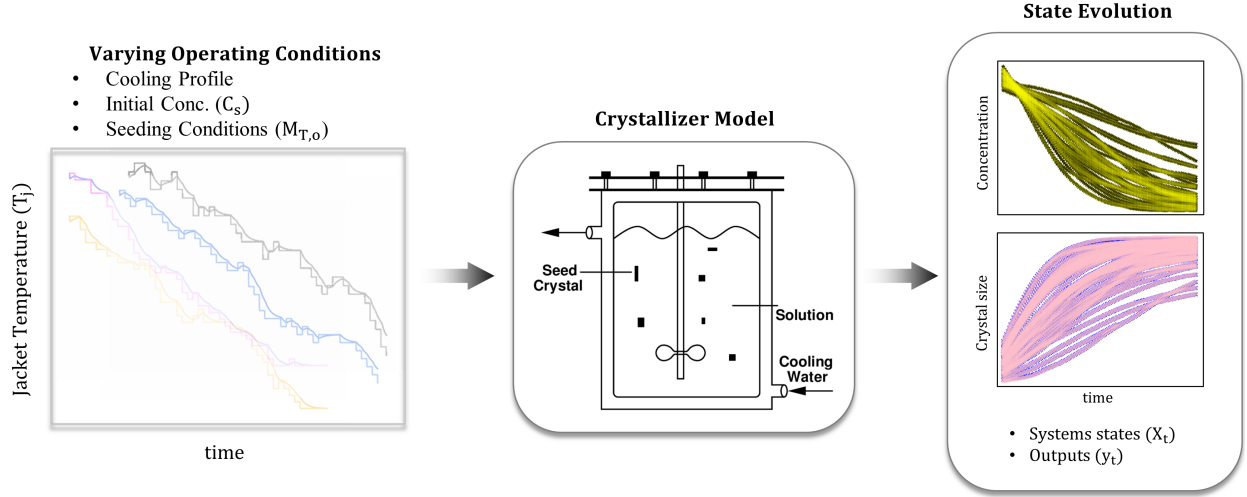 Varying Operating Conditions
• Cooling Profile
• Initial Conc. (Cs)
• Seeding Conditions (MT,o)
Jacket Temperature (Tj)
time
Crystallizer Model
Seed
Crystal
Solution
Cooling
Water
State Evolution
Concentration
Crystal size
time
• Systems states (Xt)
• Outputs (yt)